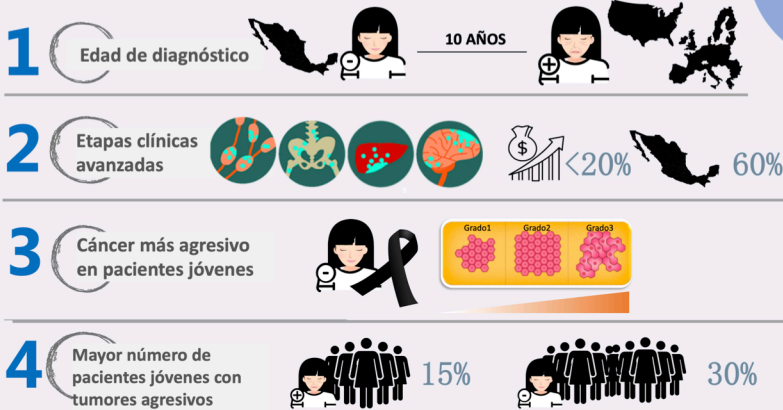 1
Edad de diagnóstico
10 AÑOS
2
Etapas clínicas
avanzadas
$
<20%
60%
3
Cáncer más agresivo
en pacientes jóvenes
Grado1 Grado2 Grado3
4
Mayor número de
pacientes jóvenes con
tumores agresivos
15%
30%